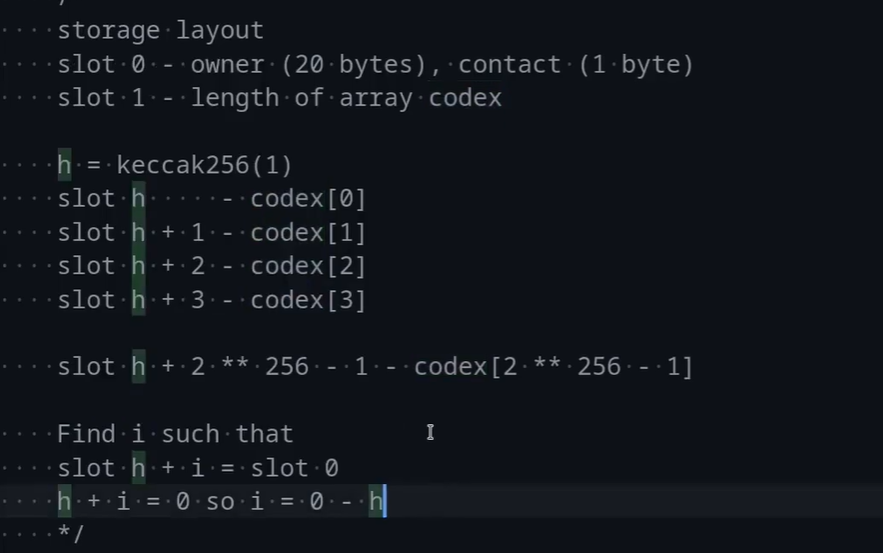 /
storage layout
slot 0 - owner (20 bytes), contact (1 byte)
slot 1 - length of array codex
h = keccak256(1)
slot h     - codex[0]
slot h + 1 - codex[1]
slot h + 2 - codex[2]
slot h + 3 - codex[3]
slot h + 2 ** 256 - 1 - codex[2 ** 256 - 1]
Find i such that
slot h + i = slot 0
h + i = 0 so i = 0 - h
*/